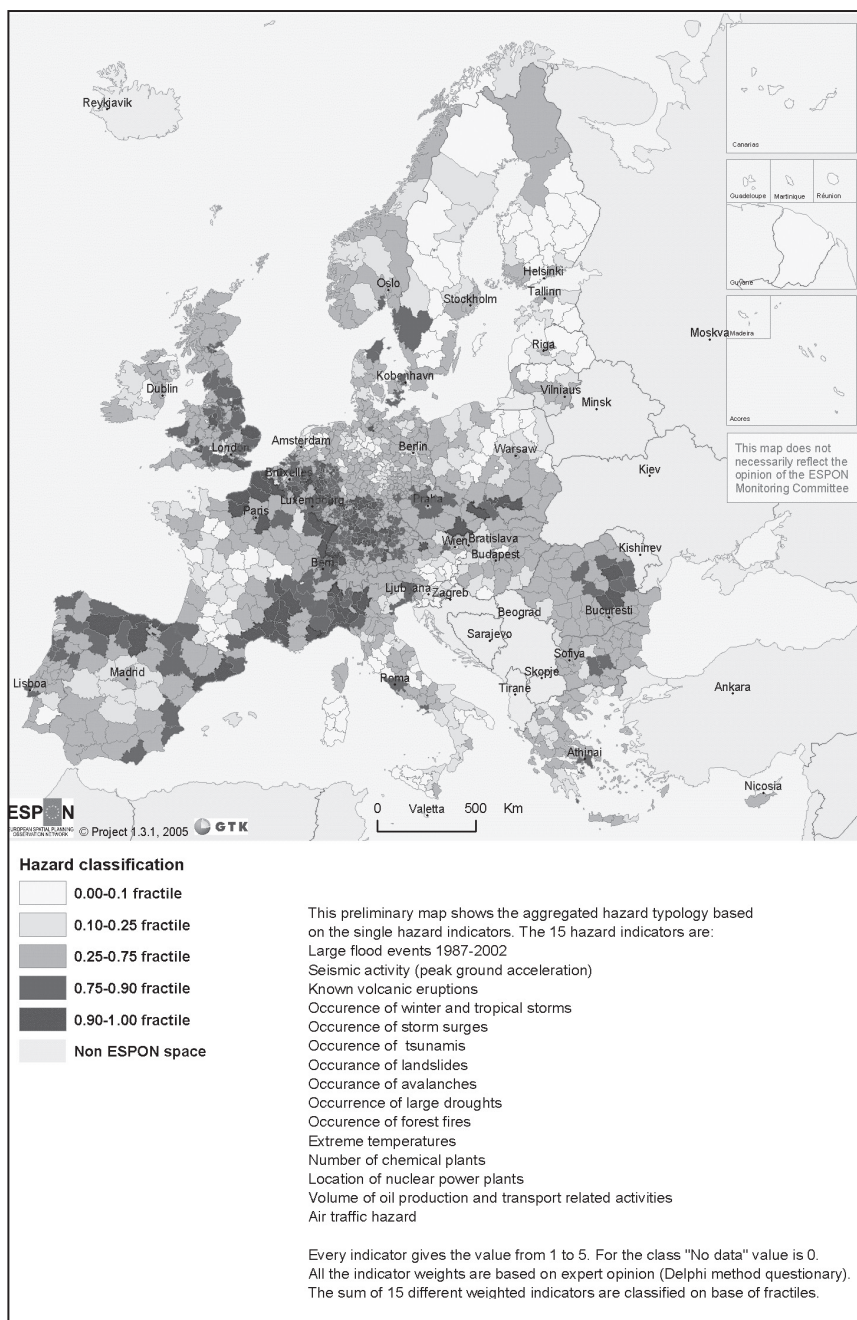 Reykjavik
Canarias
Guadeloupe
Martinique
Réunion
Guyane
Oslo
Helsinki
Tallinn
Stockholm
Moskva
Madeira
Riga
Dublin
Kobenhavn
Vilniaus
Minsk
Acores
London
Amsterdam
Berlin
Warsaw
This map does not
necessarily reflect the
opinion of the ESPON
Monitoring Committee
Bruxelles
Kiev
Luxembourg
Praha
Paris
Wien
Bratislava
Kishinev
Budapest
Bern
Ljubljana
Zagreb
Beograd
Bucuresti
Sarajevo
Sofiya
Lisboa
Madrid
Roma
Skopje
Tirane
Ankara
Athinai
Nicosia
Valetta
0 500 Km
ESPON
EUROPEAN SPATIAL PLANNING
OBSERVATION NETWORK
© Project 1.3.1, 2005
GTK
Hazard classification
0.00-0.1 fractile
0.10-0.25 fractile
0.25-0.75 fractile
0.75-0.90 fractile
0.90-1.00 fractile
Non ESPON space
This preliminary map shows the aggregated hazard typology based
on the single hazard indicators. The 15 hazard indicators are:
Large flood events 1987-2002
Seismic activity (peak ground acceleration)
Known volcanic eruptions
Occurence of winter and tropical storms
Occurence of storm surges
Occurence of tsunamis
Occurance of landslides
Occurance of avalanches
Occurrence of large droughts
Occurence of forest fires
Extreme temperatures
Number of chemical plants
Location of nuclear power plants
Volume of oil production and transport related activities
Air traffic hazard
Every indicator gives the value from 1 to 5. For the class "No data" value is 0.
All the indicator weights are based on expert opinion (Delphi method questionary).
The sum of 15 different weighted indicators are classified on base of fractiles.